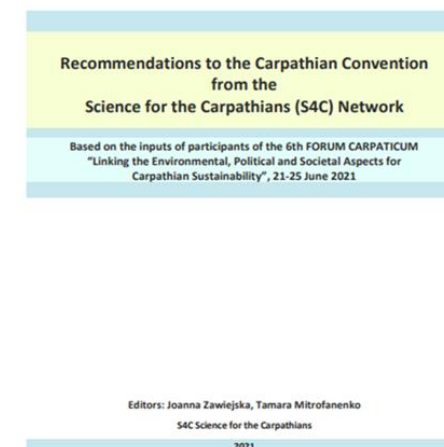 Recommendations to the Carpathian Convention
from the
Science for the Carpathians (S4C) Network
Based on the inputs of participants of the 6th FORUM CARPATICUM
“Linking the Environmental, Political and Societal Aspects for
Carpathian Sustainability”, 21-25 June 2021
Editors: Joanna Zawiejska, Tamara Mitrofanenko
S4C Science for the Carpathians
2021